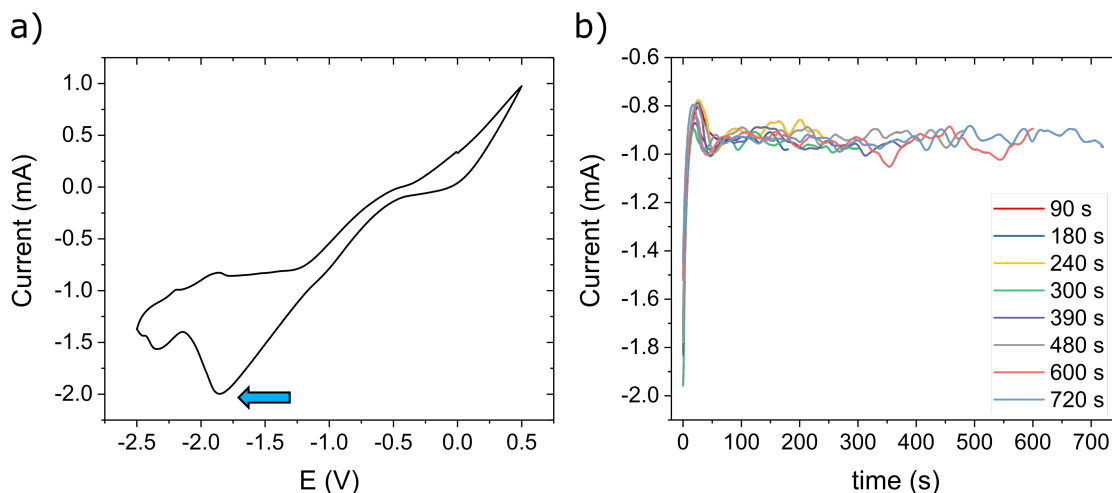 a)
Current (mA)
1.0
0.5
0.0
-0.5
-1.0
-1.5
-2.0
-2.5
-2.0
-1.5
-1.0
-0.5
0.0
0.5
E (V)
b)
Current (mA)
-0.6
-0.8
-1.0
-1.2
-1.4
-1.6
-1.8
-2.0
0
100
200
300
400
500
600
700
time (s)
90 s
180 s
240 s
300 s
390 s
480 s
600 s
720 s